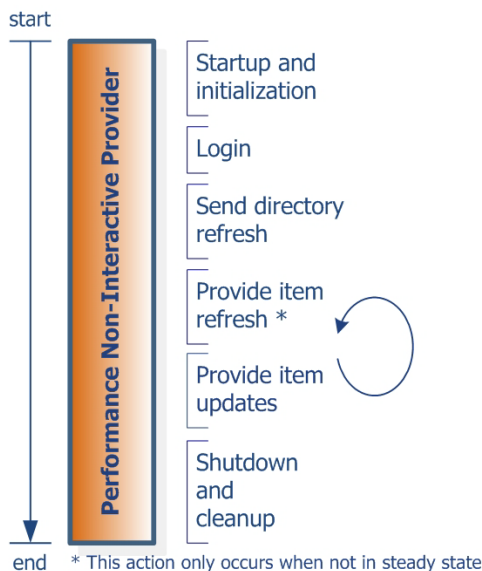 start
Performance Non-Interactive Provider
Startup and
initialization
Login
Send directory
refresh
Provide item
refresh *
Provide item
updates
Shutdown
and
cleanup
end
* This action only occurs when not in steady state